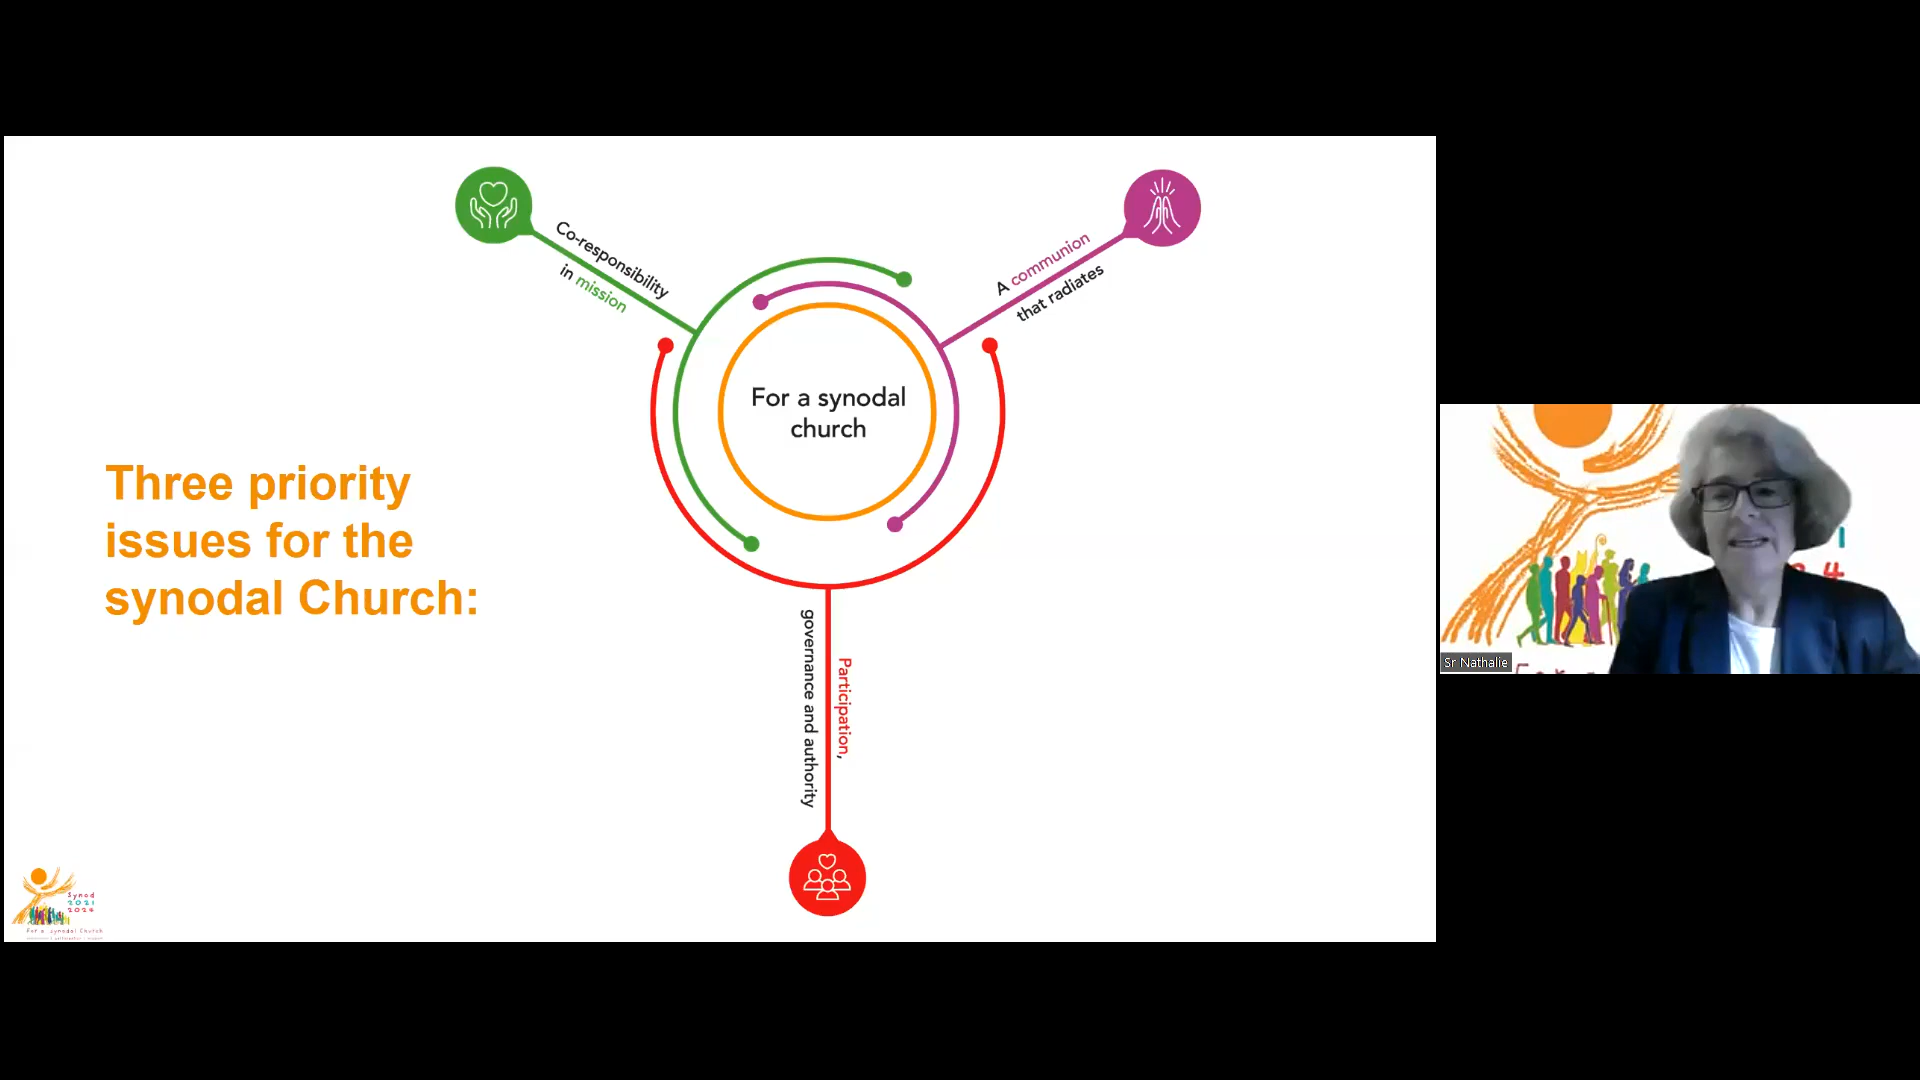 Co-responsibility
in mission
A communion
that radiates
For a synodal
church
Three priority
issues for the
synodal Church:
Participation,
governance and authority
Synod
2021
2024
For a synodal Church
Sr Nathalie